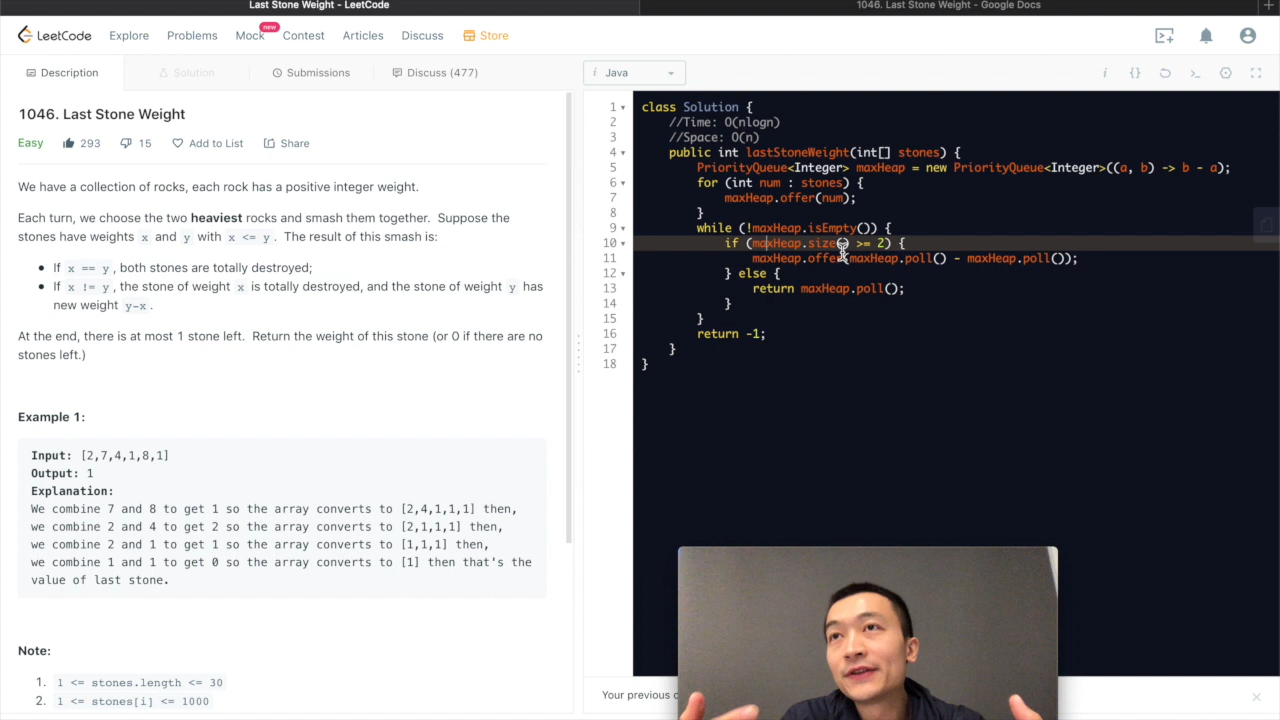 Last Stone Weight - LeetCode
1046. Last Stone Weight - Google Docs
LeetCode
Explore
Problems
Mock
new
Contest
Articles
Discuss
Store
Description
Solution
Submissions
Discuss (477)
i Java
1046. Last Stone Weight
Easy
293
15
Add to List
Share
We have a collection of rocks, each rock has a positive integer weight.
Each turn, we choose the two heaviest rocks and smash them together. Suppose the
stones have weights x and y with x <= y. The result of this smash is:
If x == y, both stones are totally destroyed;
If x != y, the stone of weight x is totally destroyed, and the stone of weight y has
new weight y-x.
At the end, there is at most 1 stone left. Return the weight of this stone (or 0 if there are no
stones left.)
Example 1:
Input: [2,7,4,1,8,1]
Output: 1
Explanation:
We combine 7 and 8 to get 1 so the array converts to [2,4,1,1,1] then,
we combine 2 and 4 to get 2 so the array converts to [2,1,1,1] then,
we combine 2 and 1 to get 1 so the array converts to [1,1,1] then,
we combine 1 and 1 to get 0 so the array converts to [1] then that's the
value of last stone.
Note:
1. 1 <= stones.length <= 30
2. 1 <= stones[i] <= 1000
1 class Solution {
2 //Time: O(nlogn)
3 //Space: O(n)
4 public int lastStoneWeight(int[] stones) {
5 PriorityQueue<Integer> maxHeap = new PriorityQueue<Integer>((a, b) -> b - a);
6 for (int num : stones) {
7 maxHeap.offer(num);
8 }
9 while (!maxHeap.isEmpty()) {
10 if (maxHeap.size() >= 2) {
11 maxHeap.offer(maxHeap.poll() - maxHeap.poll());
12 } else {
13 return maxHeap.poll();
14 }
15 }
16 return -1;
17 }
18 }
Your previous